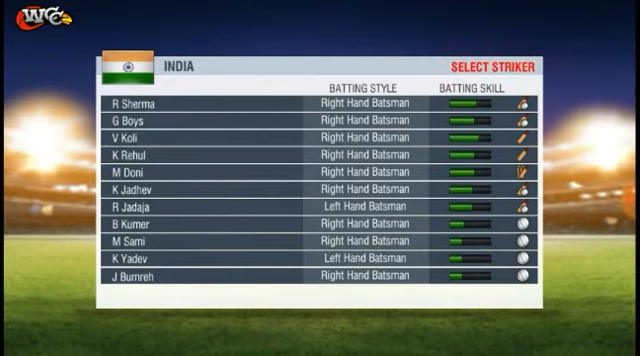 WCC
INDIA
SELECT STRIKER
BATTING STYLE BATTING SKILL
R Sherma Right Hand Batsman
G Boys Right Hand Batsman
V Koli Right Hand Batsman
K Rehul Right Hand Batsman
M Doni Right Hand Batsman
K Jadhev Right Hand Batsman
R Jadaja Left Hand Batsman
B Kumer Right Hand Batsman
M Sami Right Hand Batsman
K Yadev Left Hand Batsman
J Bumreh Right Hand Batsman